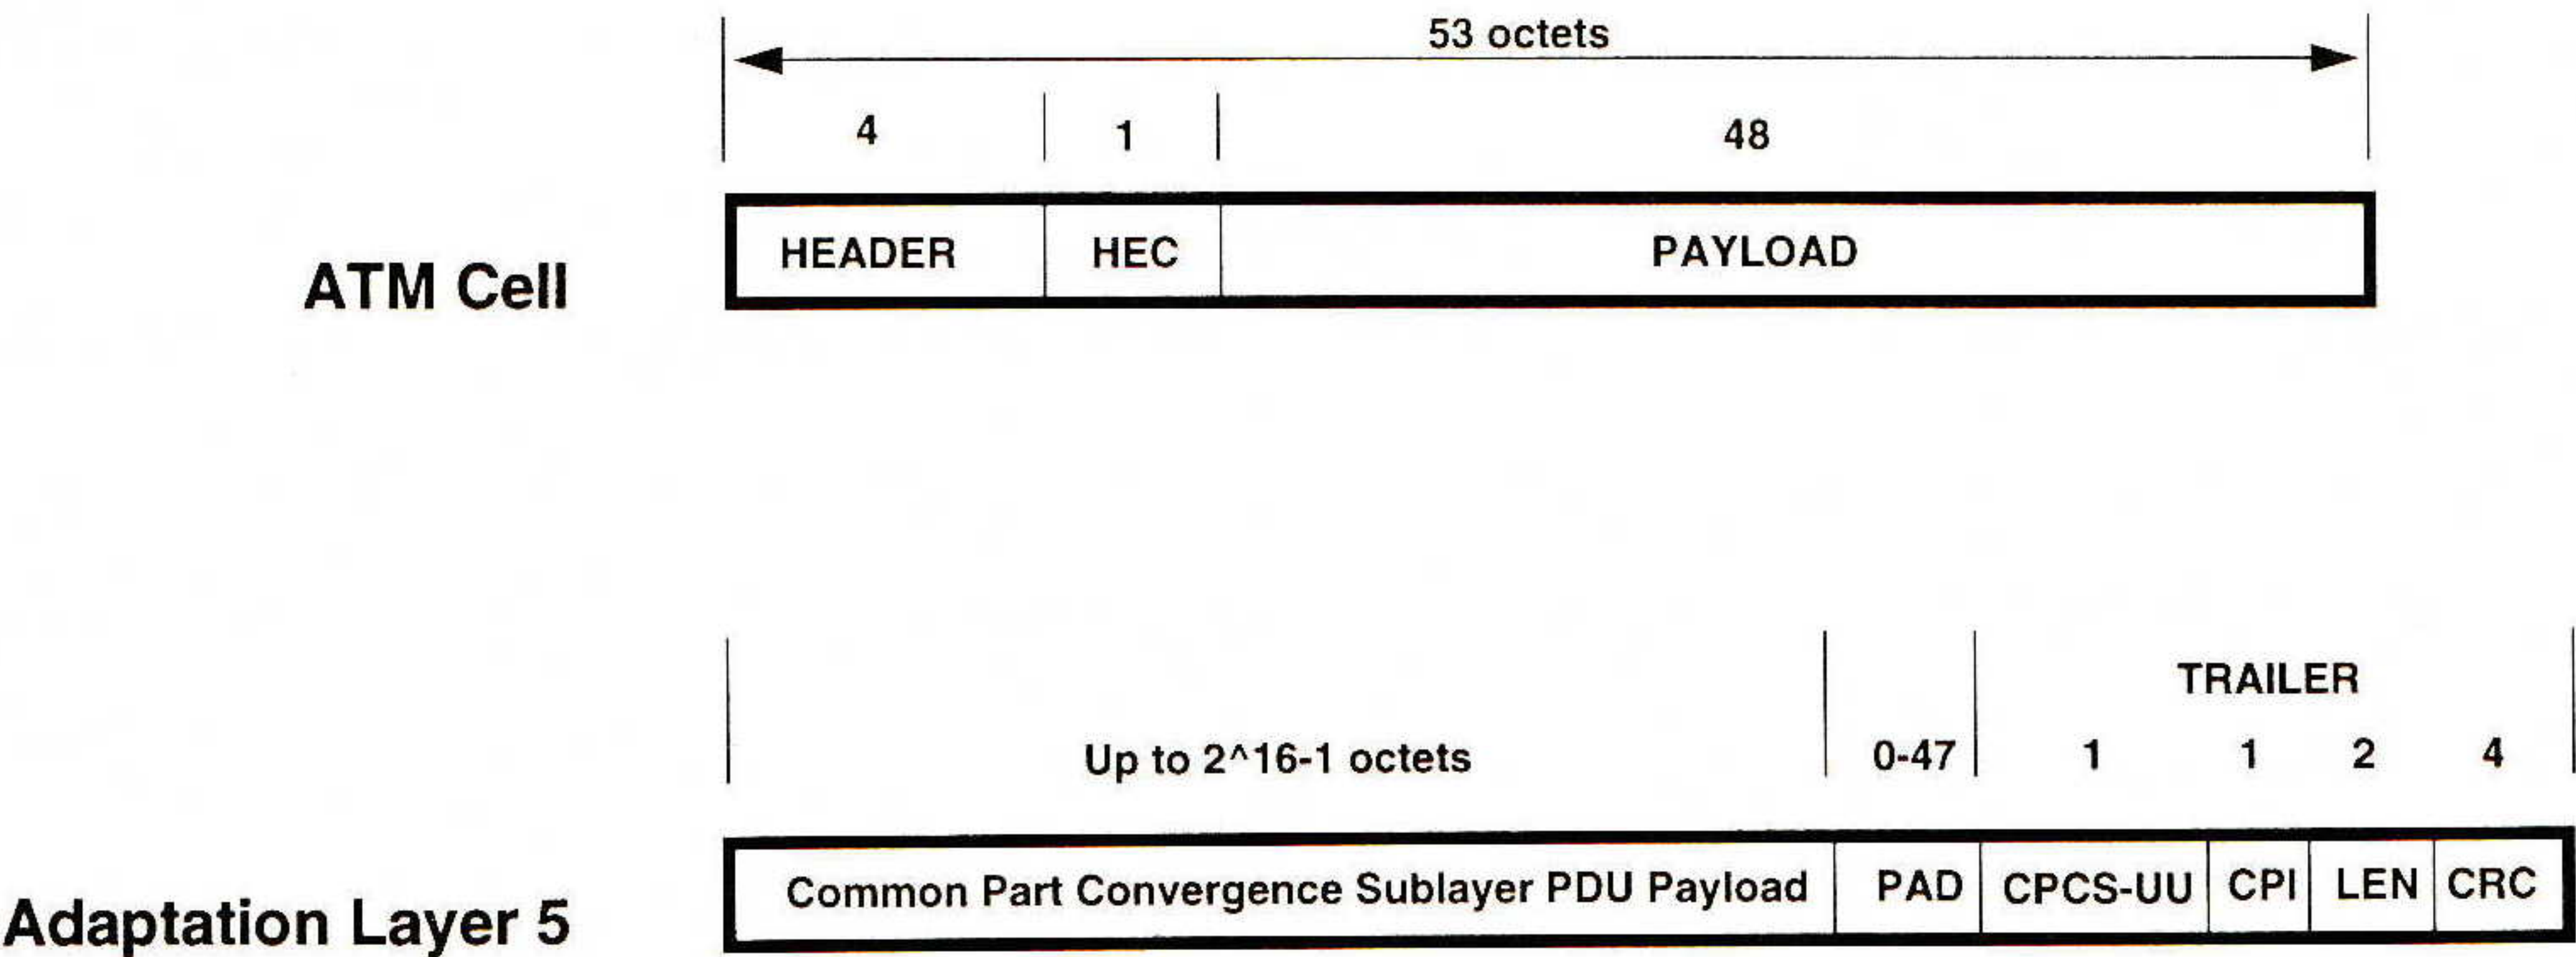 53 octets
4 1 48
HEADER HEC PAYLOAD
ATM Cell
TRAILER
Up to 2^16-1 octets 0-47 1 1 2 4
Common Part Convergence Sublayer PDU Payload PAD CPCS-UU CPI LEN CRC
Adaptation Layer 5